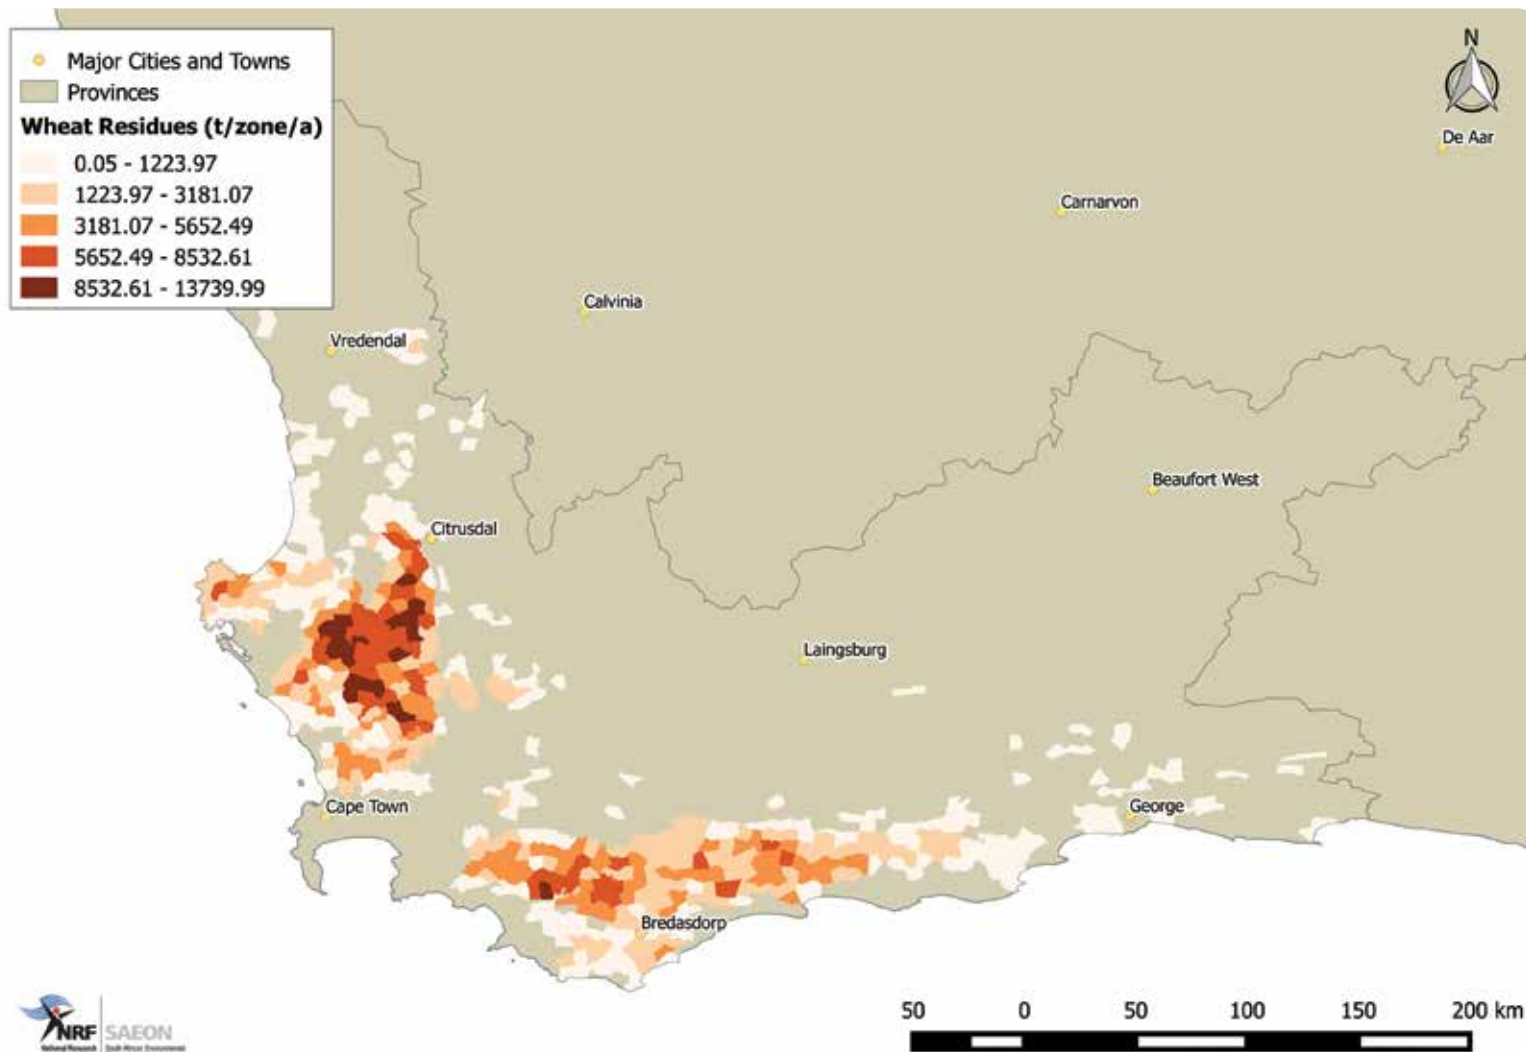 Major Cities and Towns
Provinces
Wheat Residues (t/zone/a)
0.05 - 1223.97
1223.97 - 3181.07
3181.07 - 5652.49
5652.49 - 8532.61
8532.61 - 13739.99
N
De Aar
Carnarvon
Calvinia
Vredendal
Beaufort West
Citrusdal
Laingsburg
Cape Town
George
Bredasdorp
NRF SAEON
National Research
50 0 50 100 150 200 km